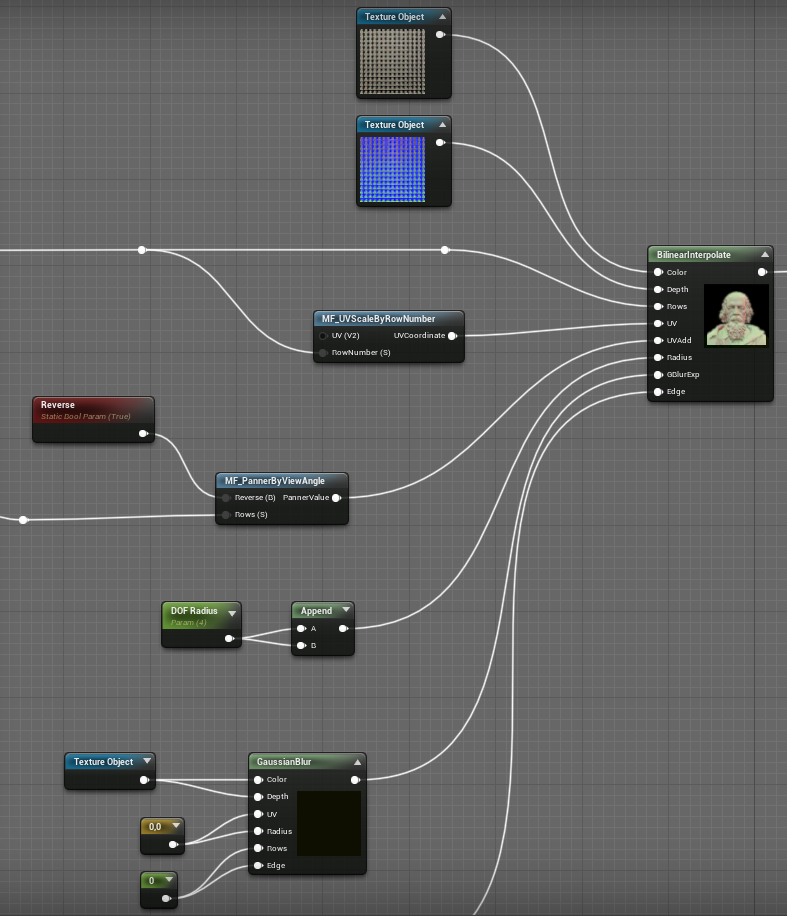 Texture Object
Texture Object
BilinearInterpolate
Color
Depth
Rows
UV
UVAdd
Radius
GBlurExp
Edge
MF_UVScaleByRowNumber
UV (V2) UVCoordinate
RowNumber (S)
Reverse
Static Bool Param (True)
MF_PannerByViewAngle
Reverse (B) PannerValue
Rows (S)
DOF Radius
Param (4)
Append
A
B
Texture Object
GaussianBlur
Color
Depth
UV
Radius
Rows
Edge
0,0
0